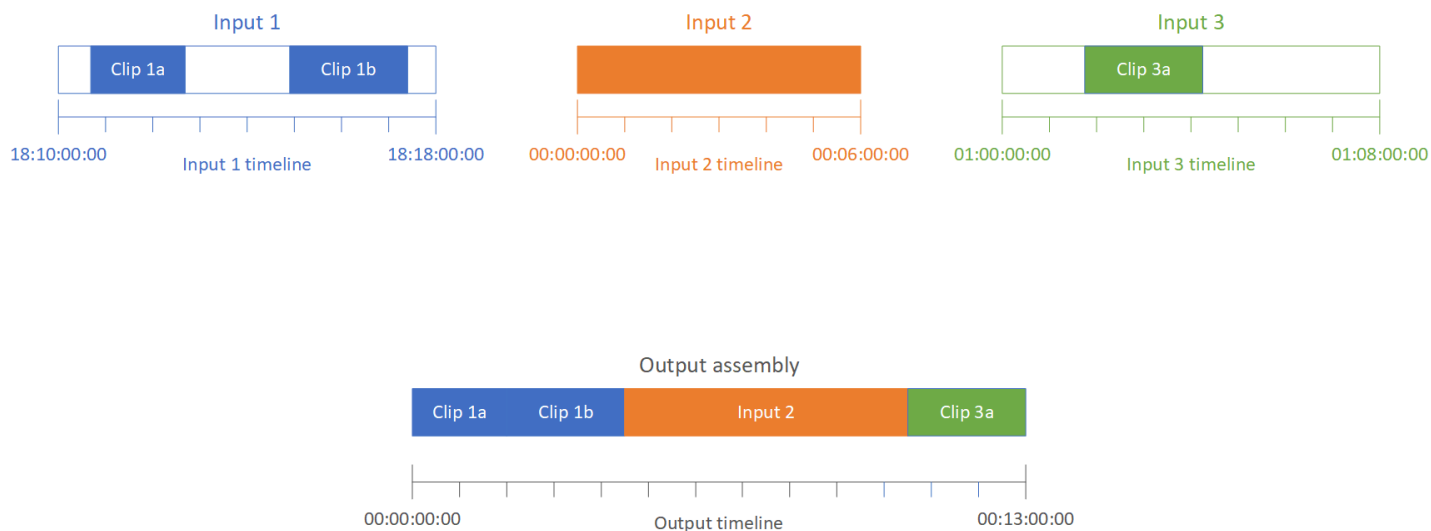 Input 1
Input 2
Input 3
Clip 1a
Clip 1b
Clip 3a
18:10:00:00
Input 1 timeline
18:18:00:00
00:00:00:00
Input 2 timeline
00:06:00:00
01:00:00:00
Input 3 timeline
01:08:00:00
Output assembly
Clip 1a
Clip 1b
Input 2
Clip 3a
00:00:00:00
Output timeline
00:13:00:00